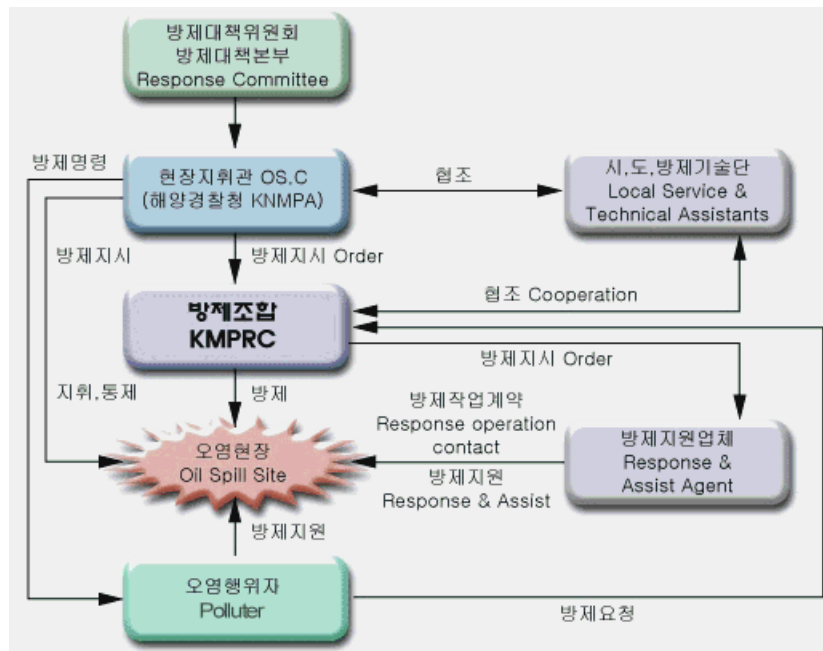 방제대책위원회
방제대책본부
Response Committee
방제명령
현장지휘관 OS.C
(해양경찰청 KNMPA)
협조
시,도,방제기술단
Local Service &
Technical Assistants
방제지시
방제지시 Order
협조 Cooperation
방제조합
KMPRC
방제지시 Order
지휘,통제
방제
방제작업계약
Response operation
contact
오염현장
Oil Spill Site
방제지원
Response & Assist
방제지원업체
Response &
Assist Agent
방제지원
오염행위자
Polluter
방제요청